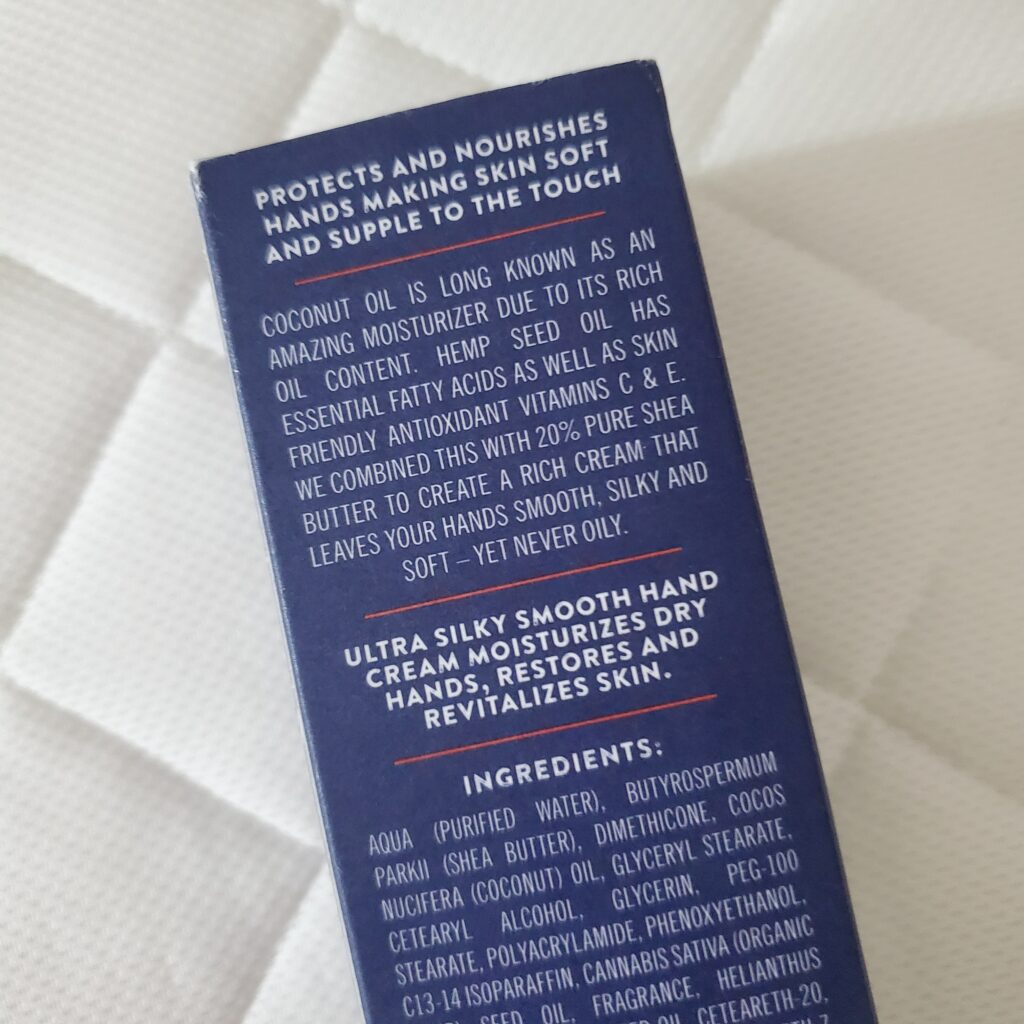 PROTECTS AND NOURISHES
HANDS MAKING SKIN SOFT
AND SUPPLE TO THE TOUCH
COCONUT OIL IS LONG KNOWN AS AN
AMAZING MOISTURIZER DUE TO ITS RICH
OIL CONTENT. HEMP SEED OIL HAS
ESSENTIAL FATTY ACIDS AS WELL AS SKIN
FRIENDLY ANTIOXIDANT VITAMINS C & E.
WE COMBINED THIS WITH 20% PURE SHEA
BUTTER TO CREATE A RICH CREAM THAT
LEAVES YOUR HANDS SMOOTH, SILKY AND
SOFT – YET NEVER OILY.
ULTRA SILKY SMOOTH HAND
CREAM MOISTURIZES DRY
HANDS, RESTORES AND
REVITALIZES SKIN.
INGREDIENTS:
AQUA (PURIFIED WATER), BUTYROSPERMUM
PARKII (SHEA BUTTER), DIMETHICONE, COCOS
NUCIFERA (COCONUT) OIL, GLYCERYL STEARATE,
CETEARYL ALCOHOL, GLYCERIN, PEG-100
STEARATE, POLYACRYLAMIDE, PHENOXYETHANOL,
C13-14 ISOPARAFFIN, CANNABIS SATIVA (ORGANIC
SEED OIL, FRAGRANCE, HELIANTHUS
OIL, CETEARETH-20,